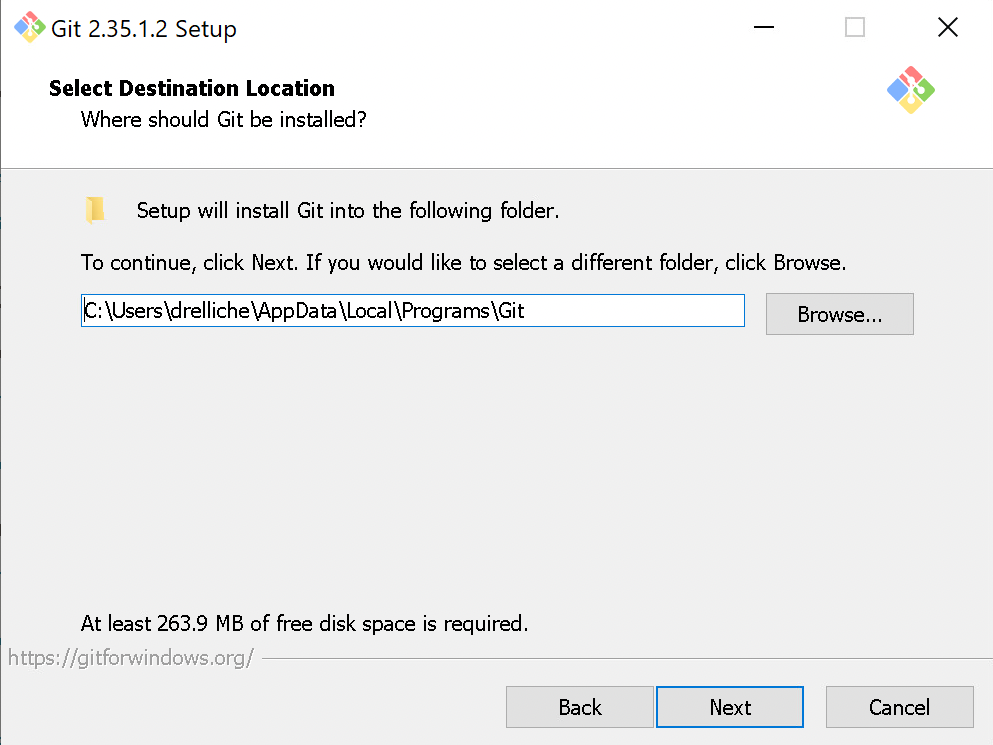 Git 2.35.1.2 Setup
Select Destination Location
Where should Git be installed?
Setup will install Git into the following folder.
To continue, click Next. If you would like to select a different folder, click Browse.
C:\Users\drelliche\AppData\Local\Programs\Git
Browse...
At least 263.9 MB of free disk space is required.
https://gitforwindows.org/
Back
Next
Cancel